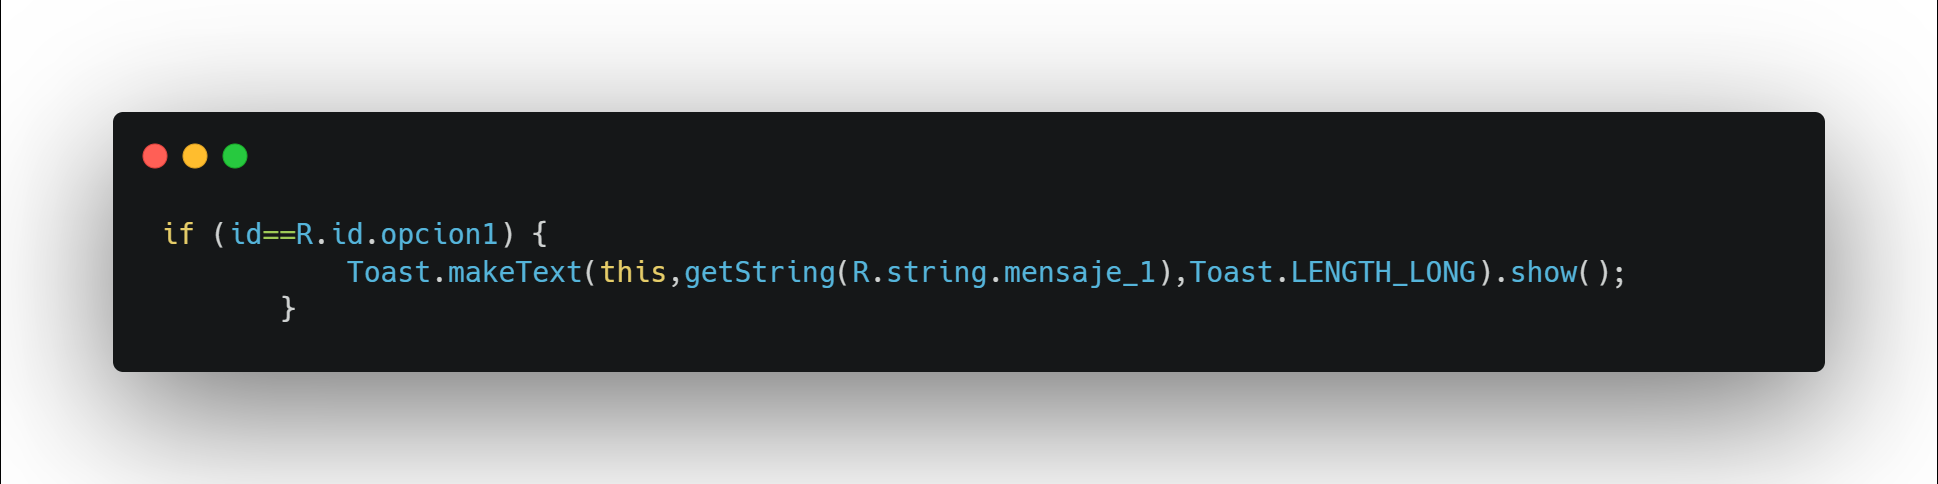 if (id==R.id.opcion1) {
            Toast.makeText(this,getString(R.string.mensaje_1),Toast.LENGTH_LONG).show();
        }